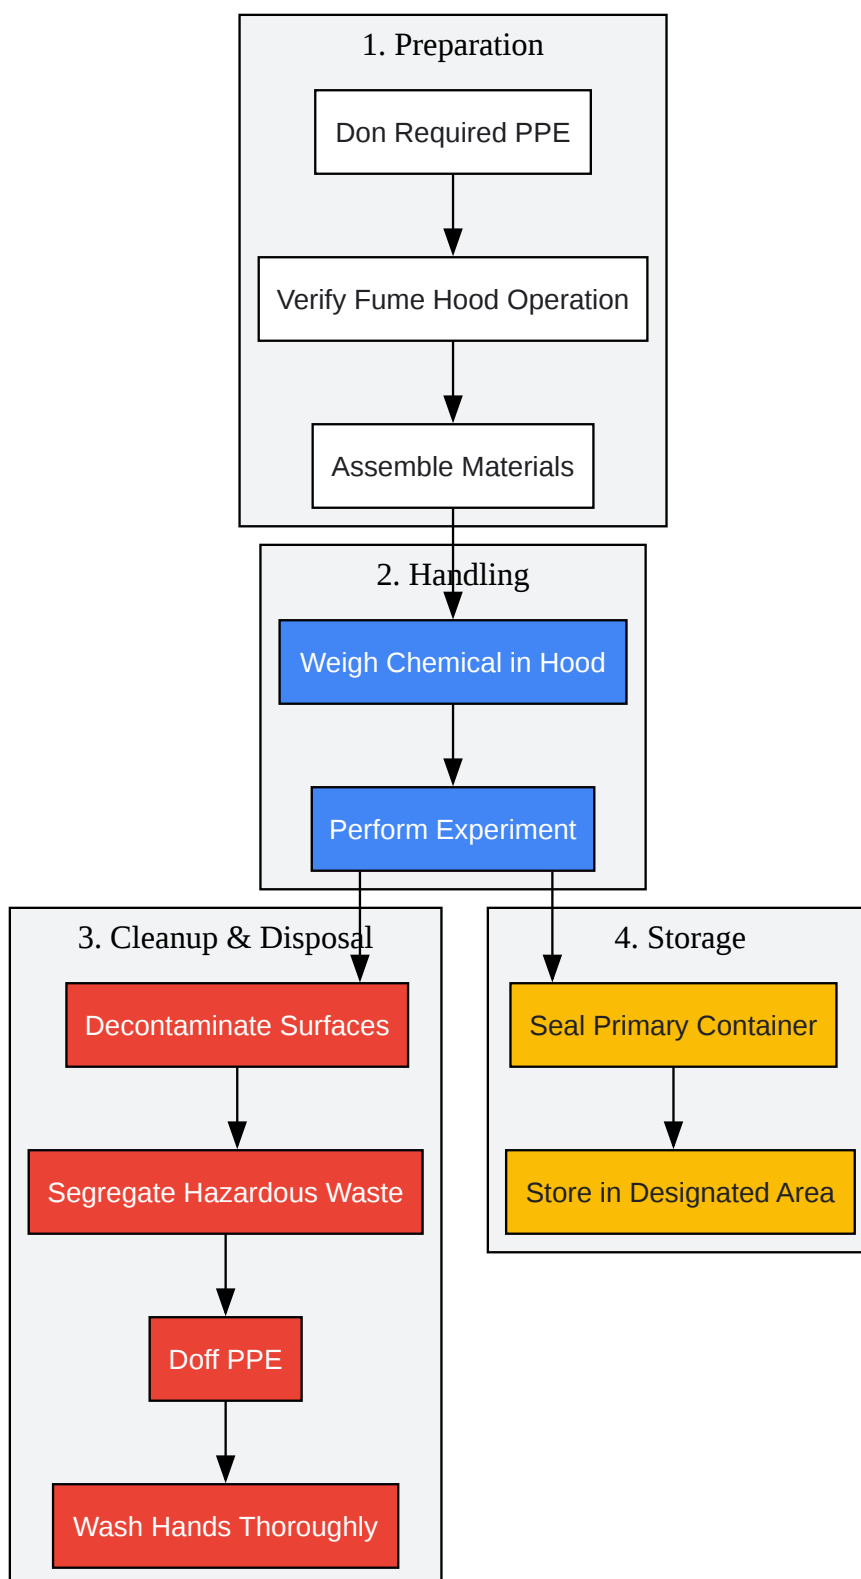 1. Preparation
Don Required PPE
Verify Fume Hood Operation
Assemble Materials
2. Handling
Weigh Chemical in Hood
Perform Experiment
3. Cleanup & Disposal
Decontaminate Surfaces
Segregate Hazardous Waste
Doff PPE
Wash Hands Thoroughly
4. Storage
Seal Primary Container
Store in Designated Area